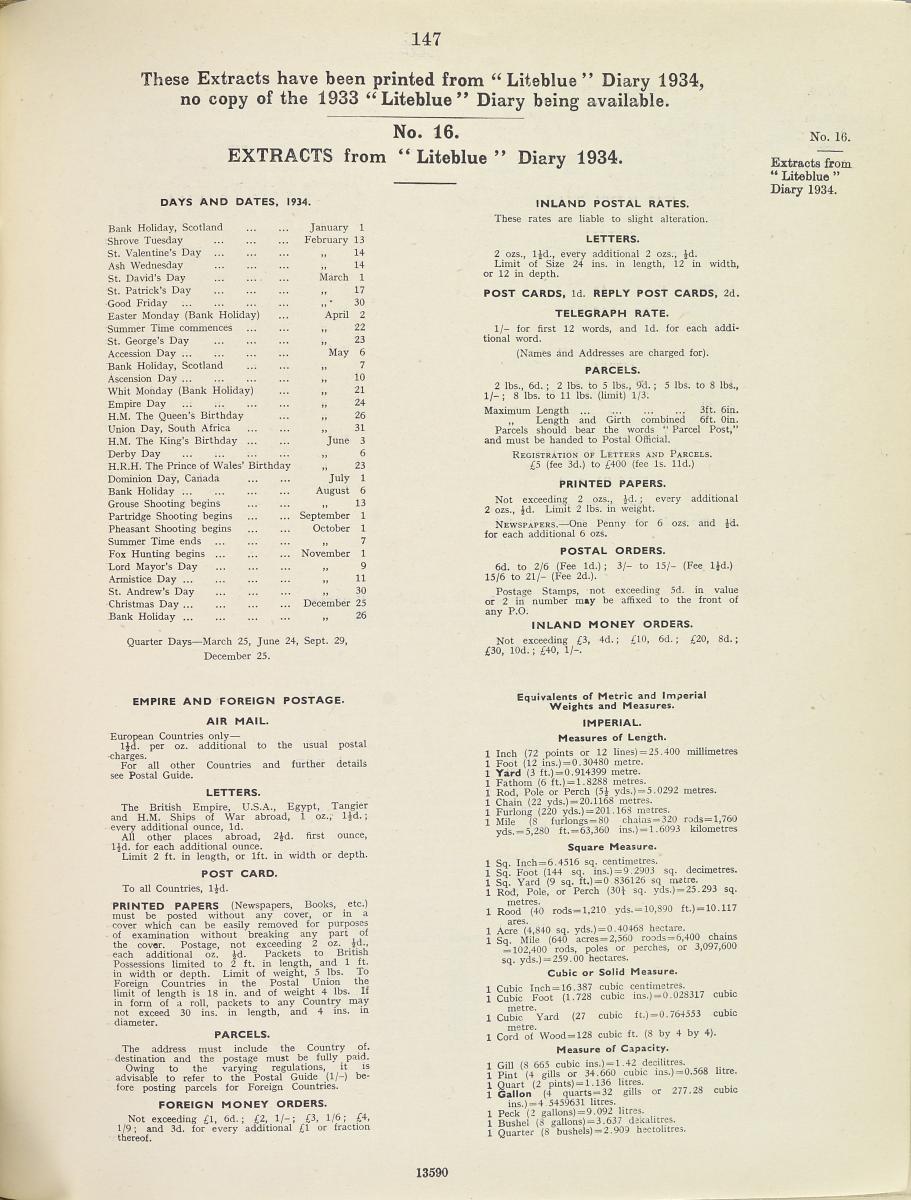 147
These Extracts have been printed from “ Liteblue ” Diary 1934,
no copy of the 1933 “ Liteblue ” Diary being available.
No. 16.
EXTRACTS from “ Liteblue ” Diary 1934.
No. 16.
Extracts from
“ Liteblue ”
Diary 1934.
DAYS AND DATES, 1934.
Bank Holiday, Scotland ... ... January 1
Shrove Tuesday ... ... ... February 13
St. Valentine's Day ... ... ... ,, 14
Ash Wednesday ... ... ... ,, 14
St. David's Day ... ... ... March 1
St. Patrick's Day ... ... ... ,, 17
Good Friday ... ... ... ... ,, 30
Easter Monday (Bank Holiday) ... April 2
Summer Time commences ... ... ,, 22
St. George's Day ... ... ... ,, 23
Accession Day ... ... ... ... May 6
Bank Holiday, Scotland ... ... ,, 7
Ascension Day ... ... ... ... ,, 10
Whit Monday (Bank Holiday) ... ,, 21
Empire Day ... ... ... ... ,, 24
H.M. The Queen's Birthday ... ,, 26
Union Day, South Africa ... ... ,, 31
H.M. The King's Birthday ... ... June 3
Derby Day ... ... ... ... ,, 6
H.R.H. The Prince of Wales' Birthday ,, 23
Dominion Day, Canada ... ... July 1
Bank Holiday ... ... ... ... August 6
Grouse Shooting begins ... ... ,, 13
Partridge Shooting begins ... ... September 1
Pheasant Shooting begins ... ... October 1
Summer Time ends ... ... ... ,, 7
Fox Hunting begins ... ... ... November 1
Lord Mayor's Day ... ... ... ,, 9
Armistice Day ... ... ... ... ,, 11
St. Andrew's Day ... ... ... ,, 30
Christmas Day ... ... ... ... December 25
Bank Holiday ... ... ... ... ,, 26
Quarter Days—March 25, June 24, Sept. 29,
December 25.
INLAND POSTAL RATES.
These rates are liable to slight alteration.
LETTERS.
2 ozs., 1½d., every additional 2 ozs., ½d.
Limit of Size 24 ins. in length, 12 in width,
or 12 in depth.
POST CARDS, 1d. REPLY POST CARDS, 2d.
TELEGRAPH RATE.
1/- for first 12 words, and 1d. for each addi-
tional word.
(Names and Addresses are charged for).
PARCELS.
2 lbs., 6d. ; 2 lbs. to 5 lbs., 9d. ; 5 lbs. to 8 lbs.,
1/- ; 8 lbs. to 11 lbs. (limit) 1/3.
Maximum Length ... ... ... ... 3ft. 6in.
,, Length and Girth combined 6ft. 0in.
Parcels should bear the words “ Parcel Post,”
and must be handed to Postal Official.
REGISTRATION OF LETTERS AND PARCELS.
£5 (fee 3d.) to £400 (fee 1s. 11d.)
PRINTED PAPERS.
Not exceeding 2 ozs., ½d. ; every additional
2 ozs., ½d. Limit 2 lbs. in weight.
NEWSPAPERS.—One Penny for 6 ozs. and ½d.
for each additional 6 ozs.
POSTAL ORDERS.
6d. to 2/6 (Fee 1d.) ; 3/- to 15/- (Fee 1½d.)
15/6 to 21/- (Fee 2d.).
Postage Stamps, not exceeding 5d. in value
or 2 in number may be affixed to the front of
any P.O.
INLAND MONEY ORDERS.
Not exceeding £3, 4d. ; £10, 6d. ; £20, 8d. ;
£30, 10d. ; £40, 1/-.
EMPIRE AND FOREIGN POSTAGE.
AIR MAIL.
European Countries only—
1½d. per oz. additional to the usual postal
charges.
For all other Countries and further details
see Postal Guide.
LETTERS.
The British Empire, U.S.A., Egypt, Tangier
and H.M. Ships of War abroad, 1 oz., 1½d. ;
every additional ounce, 1d.
All other places abroad, 2½d. first ounce,
1½d. for each additional ounce.
Limit 2 ft. in length, or 1ft. in width or depth.
POST CARD.
To all Countries, 1½d.
PRINTED PAPERS (Newspapers, Books, etc.)
must be posted without any cover, or in a
cover which can be easily removed for purposes
of examination without breaking any part of
the cover. Postage, not exceeding 2 oz. ½d.,
each additional oz. ½d. Packets to British
Possessions limited to 2 ft. in length, and 1 ft.
in width or depth. Limit of weight, 5 lbs. To
Foreign Countries in the Postal Union the
limit of length is 18 in. and of weight 4 lbs. If
in form of a roll, packets to any Country may
not exceed 30 ins. in length, and 4 ins. in
diameter.
PARCELS.
The address must include the Country of
destination and the postage must be fully paid.
Owing to the varying regulations, it is
advisable to refer to the Postal Guide (1/-) be-
fore posting parcels for Foreign Countries.
FOREIGN MONEY ORDERS.
Not exceeding £1, 6d. ; £2, 1/- ; £3, 1/6 ; £4,
1/9 ; and 3d. for every additional £1 or fraction
thereof.
Equivalents of Metric and Imperial
Weights and Measures.
IMPERIAL.
Measures of Length.
1 Inch (72 points or 12 lines)=25.400 millimetres
1 Foot (12 ins.)=0.30480 metre.
1 Yard (3 ft.)=0.914399 metre.
1 Fathom (6 ft.)=1.8288 metres.
1 Rod, Pole or Perch (5½ yds.)=5.0292 metres.
1 Chain (22 yds.)=20.1168 metres.
1 Furlong (220 yds.)=201.168 metres.
1 Mile (8 furlongs=80 chains=320 rods=1,760
yds.=5,280 ft.=63,360 ins.)=1.6093 kilometres
Square Measure.
1 Sq. Inch=6.4516 sq. centimetres.
1 Sq. Foot (144 sq. ins.)=9.2903 sq. decimetres.
1 Sq. Yard (9 sq. ft.)=0 836126 sq metre.
1 Rod, Pole, or Perch (30¼ sq. yds.)=25.293 sq.
metres.
1 Rood (40 rods=1,210 yds.=10,890 ft.)=10.117
ares.
1 Acre (4,840 sq. yds.)=0.40468 hectare.
1 Sq. Mile (640 acres=2,560 roods=6,400 chains
=102,400 rods, poles or perches, or 3,097,600
sq. yds.)=259.00 hectares.
Cubic or Solid Measure.
1 Cubic Inch=16.387 cubic centimetres.
1 Cubic Foot (1.728 cubic ins.)=0.028317 cubic
metre.
1 Cubic Yard (27 cubic ft.)=0.764553 cubic
metre.
1 Cord of Wood=128 cubic ft. (8 by 4 by 4).
Measure of Capacity.
1 Gill (8 665 cubic ins.)=1.42 decilitres.
1 Pint (4 gills or 34.660 cubic ins.)=0.568 litre.
1 Quart (2 pints)=1.136 litres.
1 Gallon (4 quarts=32 gills or 277.28 cubic
ins.)=4 5459631 litres.
1 Peck (2 gallons)=9.092 litres.
1 Bushel (8 gallons)=3.637 dekalitres.
1 Quarter (8 bushels)=2.909 hectolitres.
13590